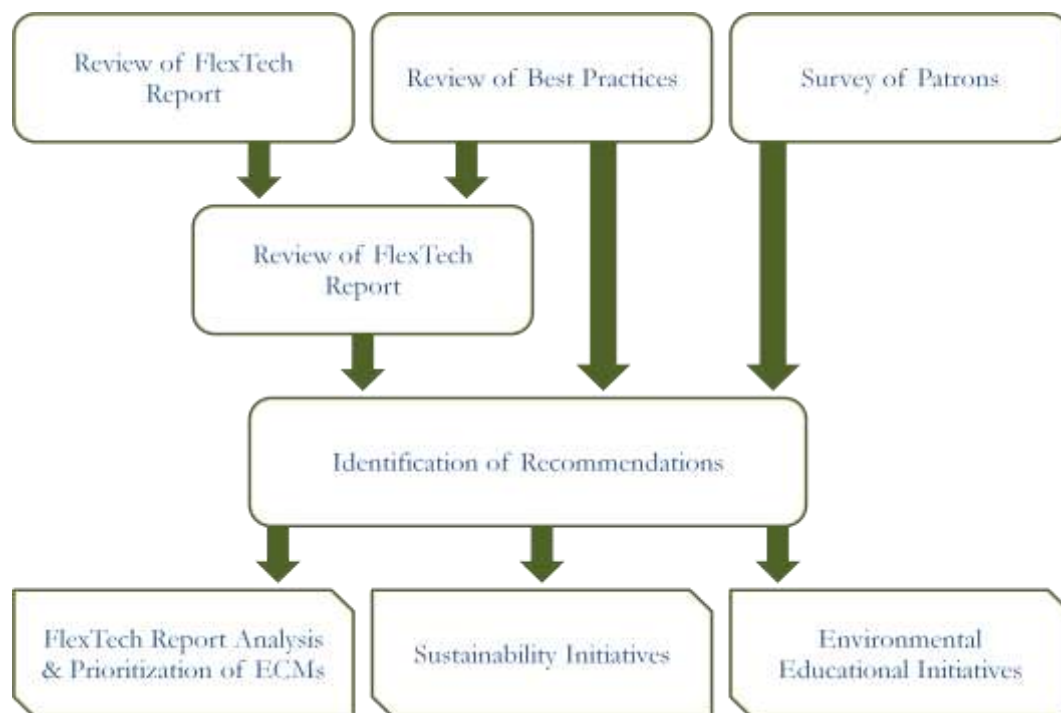 Review of FlexTech
Report
Review of Best Practices
Survey of Patrons
Review of FlexTech
Report
Identification of Recommendations
FlexTech Report Analysis
& Prioritization of ECMs
Sustainability Initiatives
Environmental
Educational Initiatives